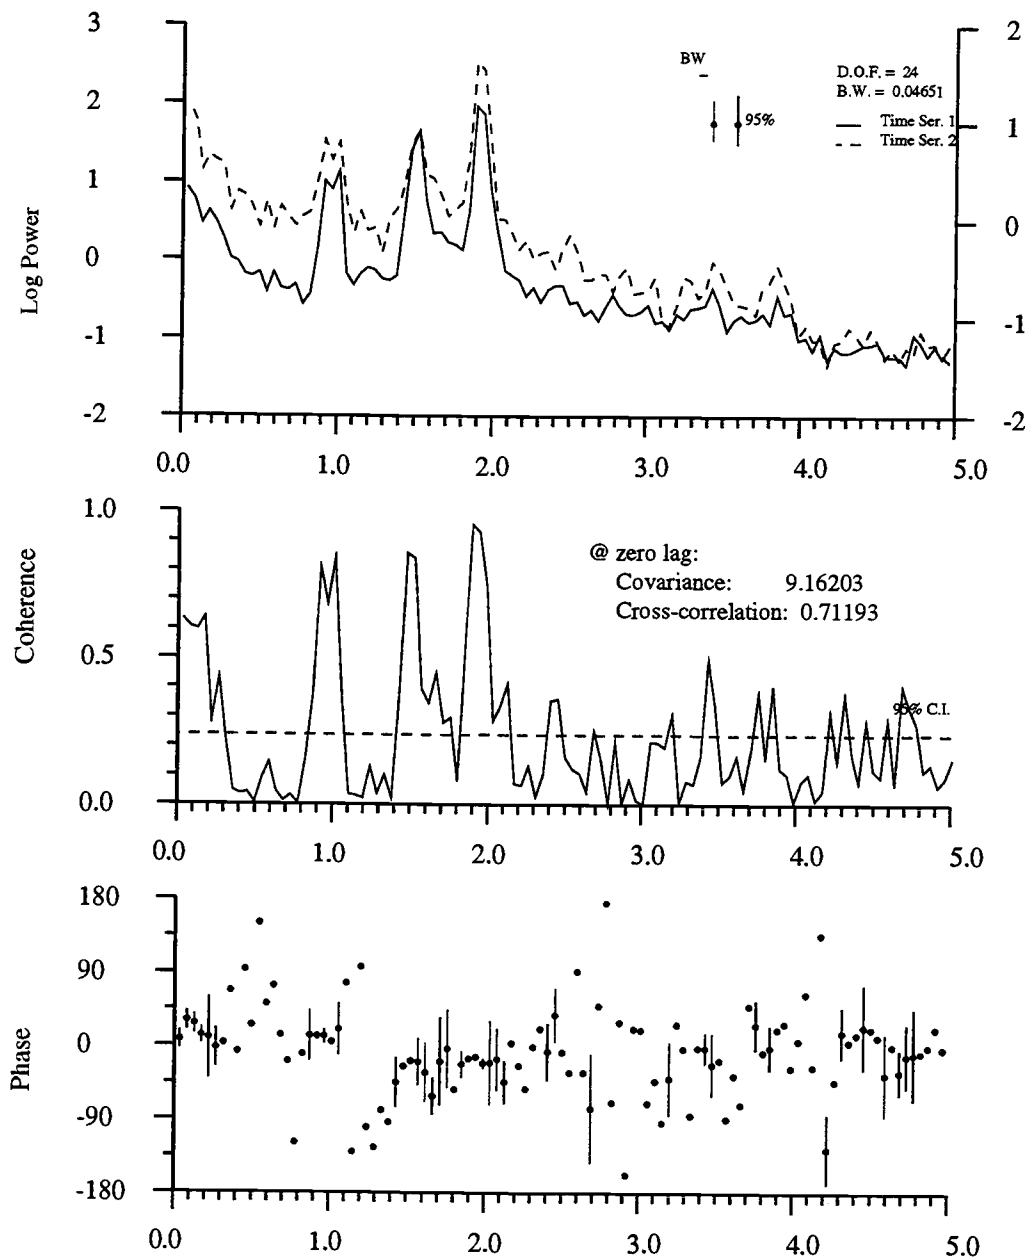 3
2
1
0
-1
-2
Log Power
2
1
0
-1
-2
BW
95%
D.O.F. = 24
B.W. = 0.04651
Time Ser. 1
Time Ser. 2
0.0 1.0 2.0 3.0 4.0 5.0
1.0
0.5
0.0
Coherence
@ zero lag:
Covariance: 9.16203
Cross-correlation: 0.71193
95% C.I.
0.0 1.0 2.0 3.0 4.0 5.0
180
90
0
-90
-180
Phase
0.0 1.0 2.0 3.0 4.0 5.0